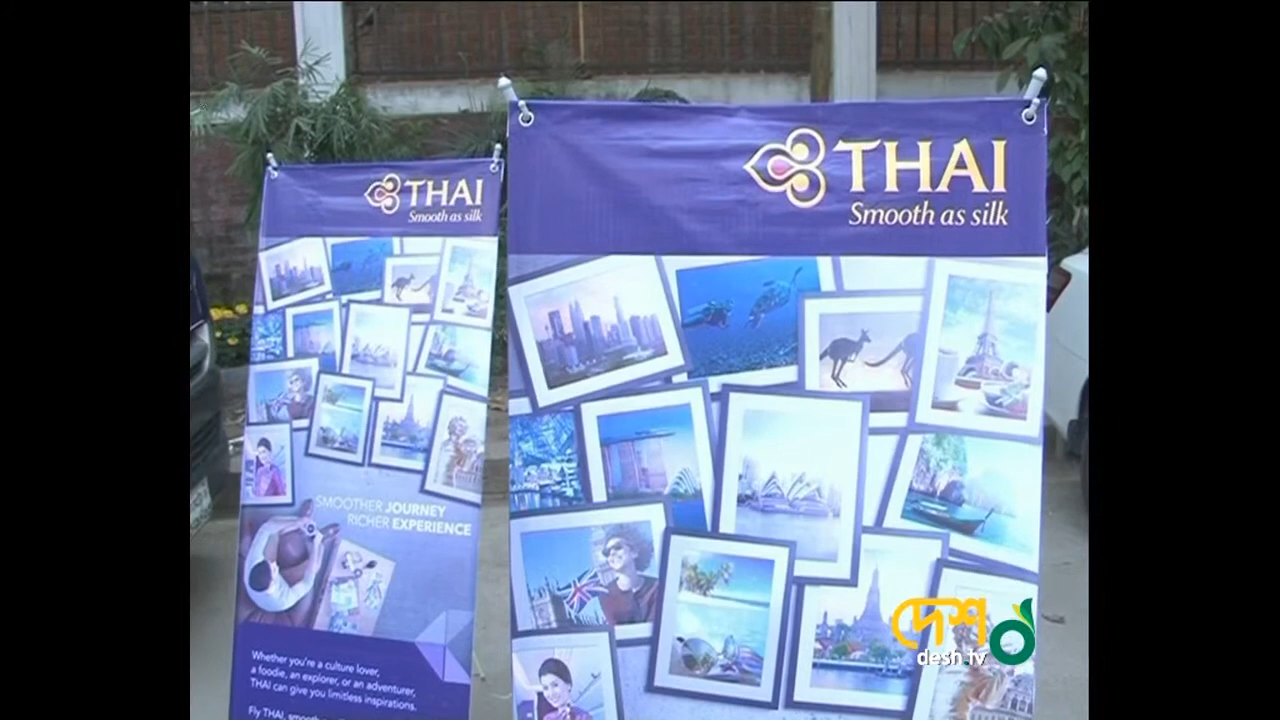 THAI
Smooth as silk
SMOOTHER JOURNEY
RICHER EXPERIENCE
Whether you're a culture lover,
a foodie, an explorer, or an adventurer,
THAI can give you limitless inspirations.
Fly THAI, smooth
THAI
Smooth as silk
দেশ
desh tv